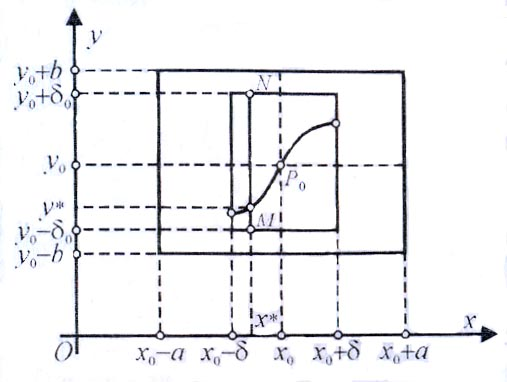 y
y₀+b
N
y₀+δ₀
y₀
P₀
y*
M
y₀−δ₀
y₀−b
x*
x
O
x₀−a
x₀−δ
x₀
x₀+δ
x₀+a